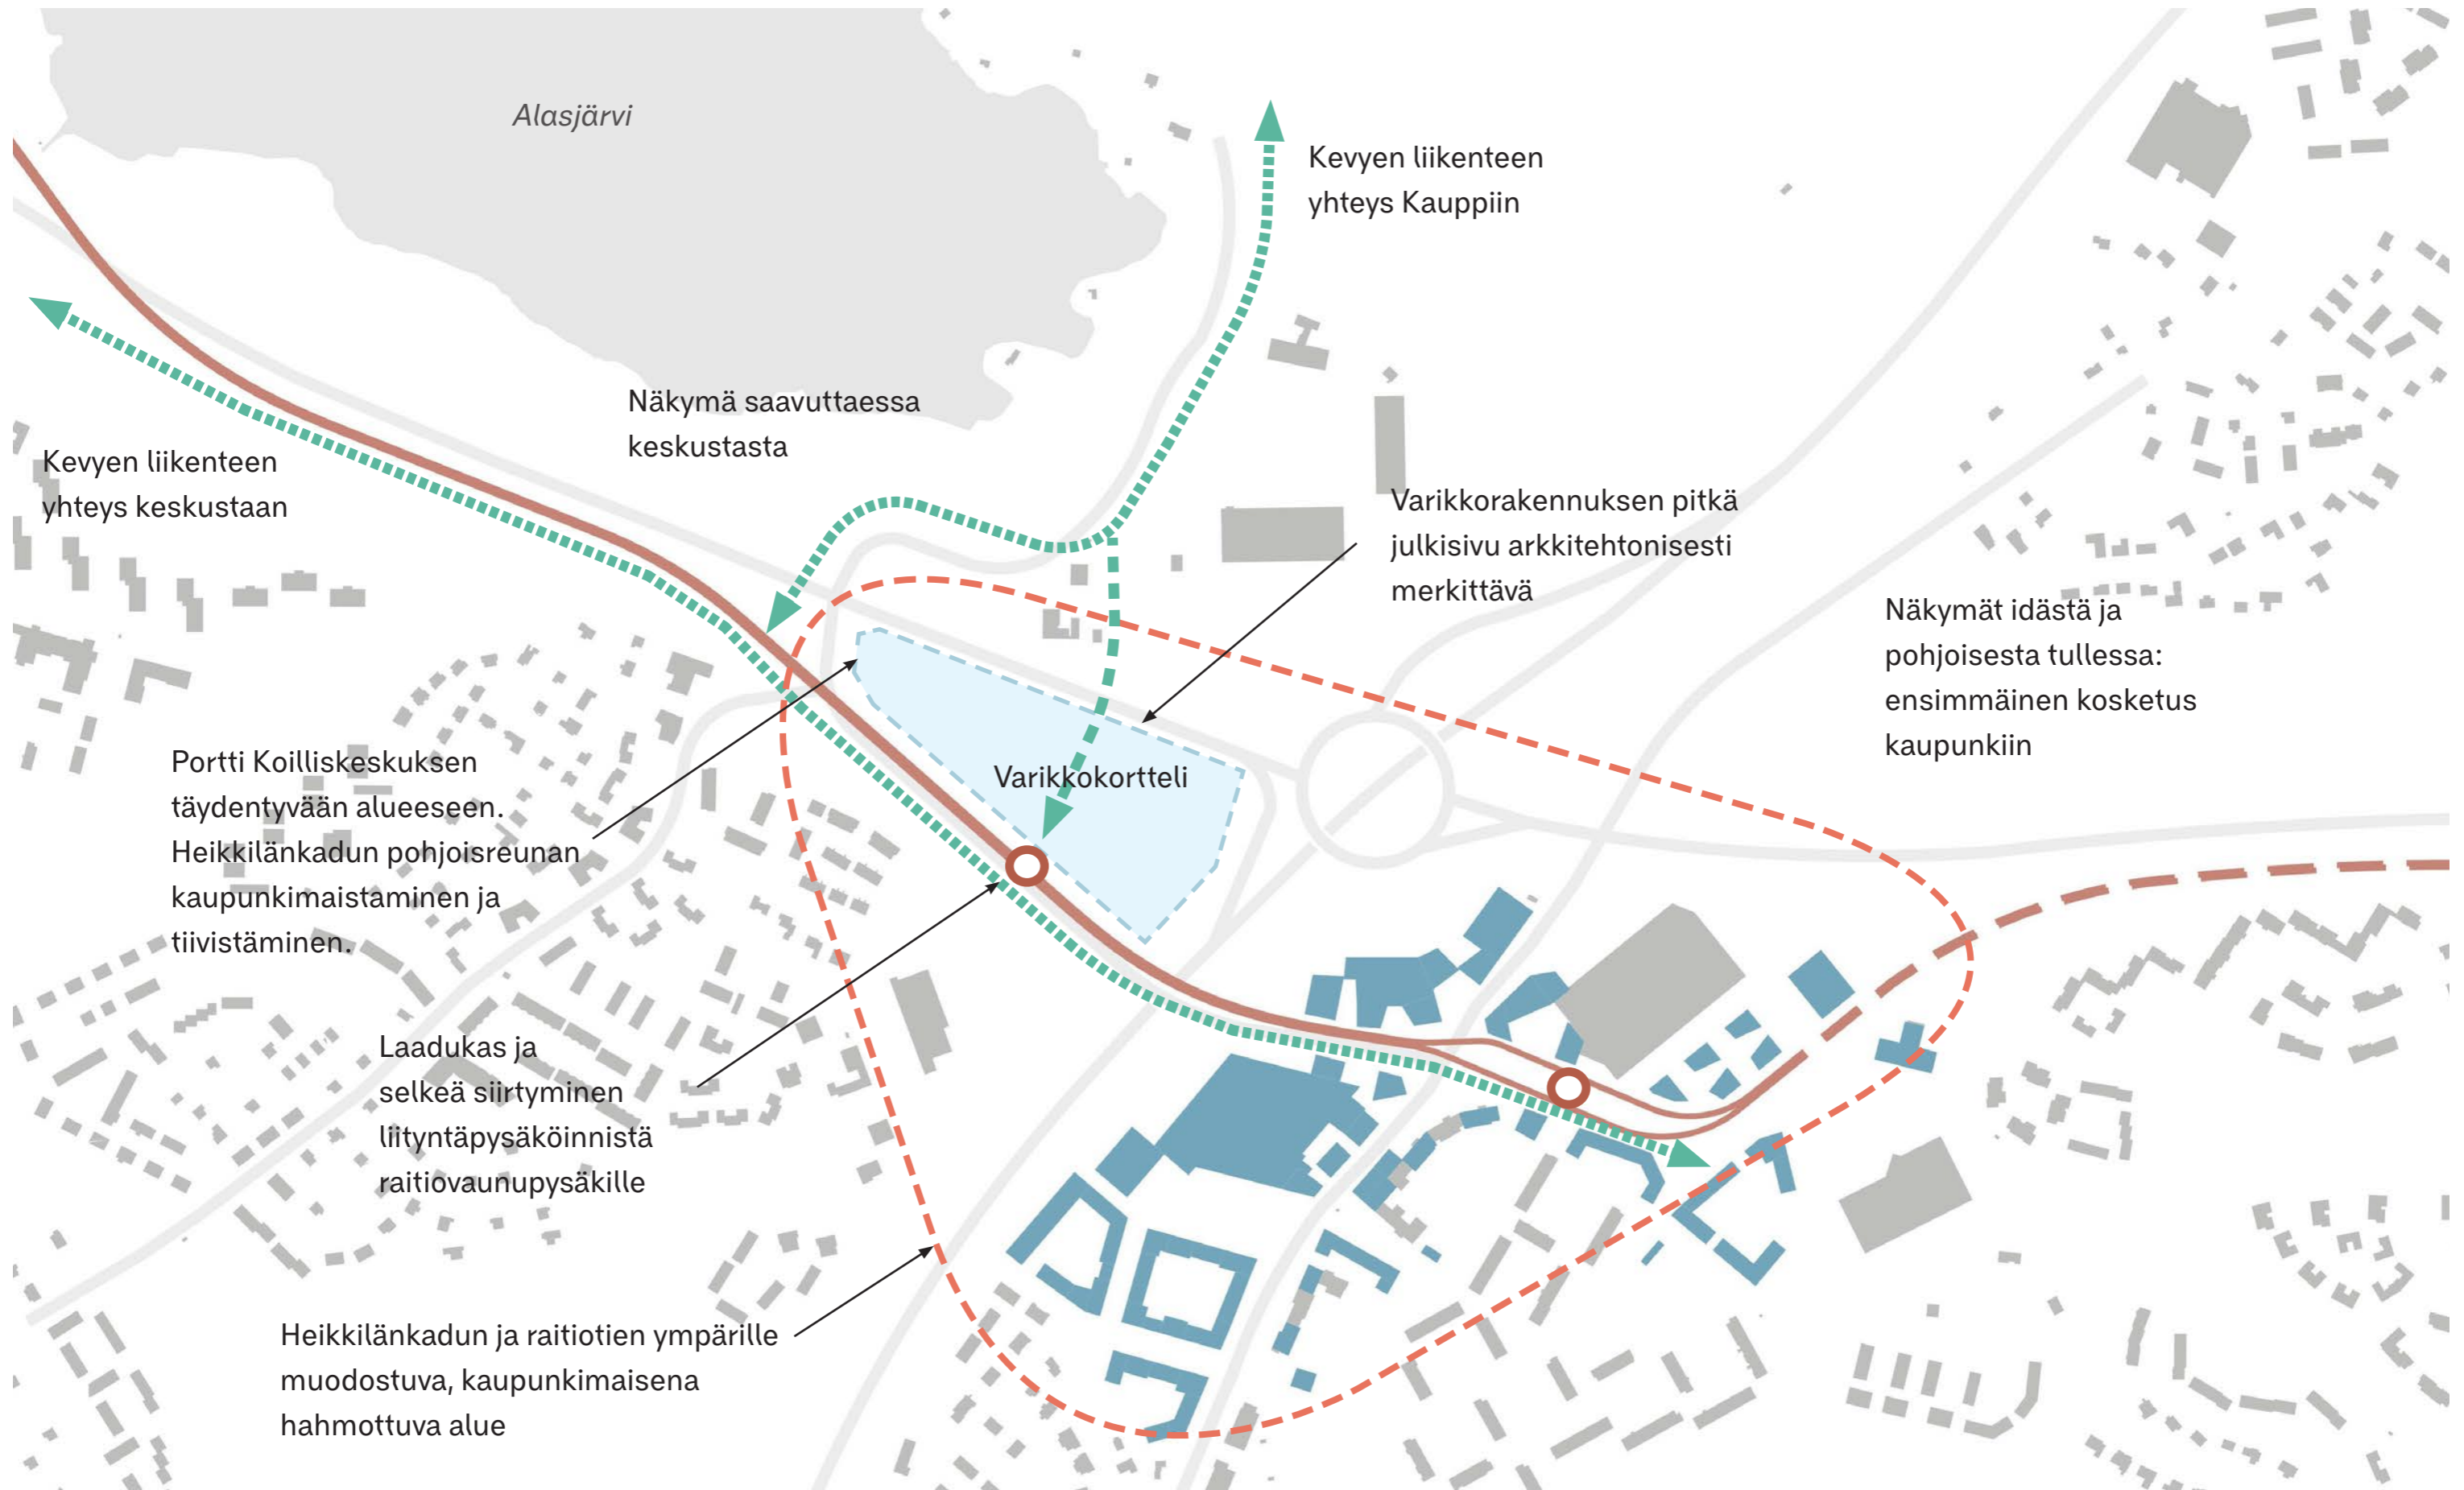 Alasjärvi
Kevyen liikenteen
yhteys Kauppiin
Näkymä saavuttaessa
keskustasta
Kevyen liikenteen
yhteys keskustaan
Varikkorakennuksen pitkä
julkisivu arkkitehtonisesti
merkittävä
Näkymät idästä ja
pohjoisesta tullessa:
ensimmäinen kosketus
kaupunkiin
Portti Koilliskeskuksen
täydentyvään alueeseen.
Heikkilänkadun pohjoisreunan
kaupunkimaistaminen ja
tiivistäminen.
Varikkokortteli
Laadukas ja
selkeä siirtyminen
liityntäpysäköinnistä
raitiovaunupysäkille
Heikkilänkadun ja raitiotien ympärille
muodostuva, kaupunkimaisena
hahmottuva alue